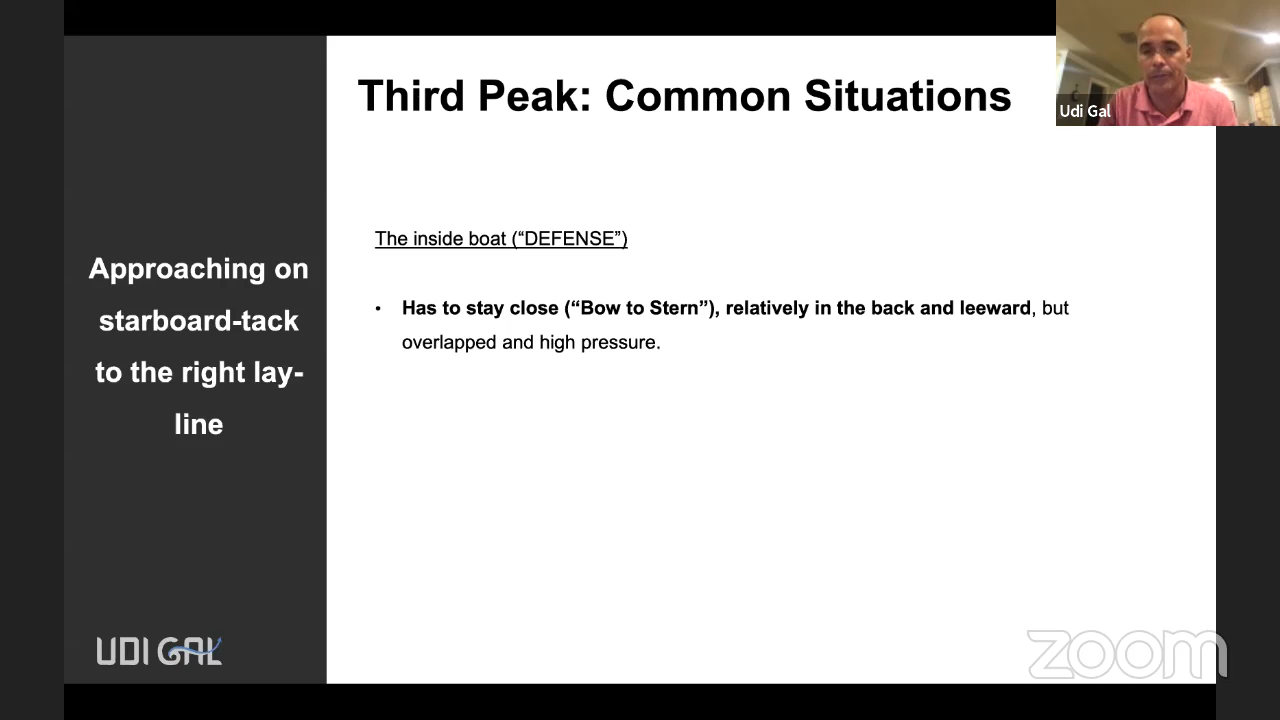 Third Peak: Common Situations
Udi Gal
The inside boat (“DEFENSE”)
Approaching on
starboard-tack
to the right lay-
line
• Has to stay close (“Bow to Stern”), relatively in the back and leeward, but
overlapped and high pressure.
UDI GAL
zoom